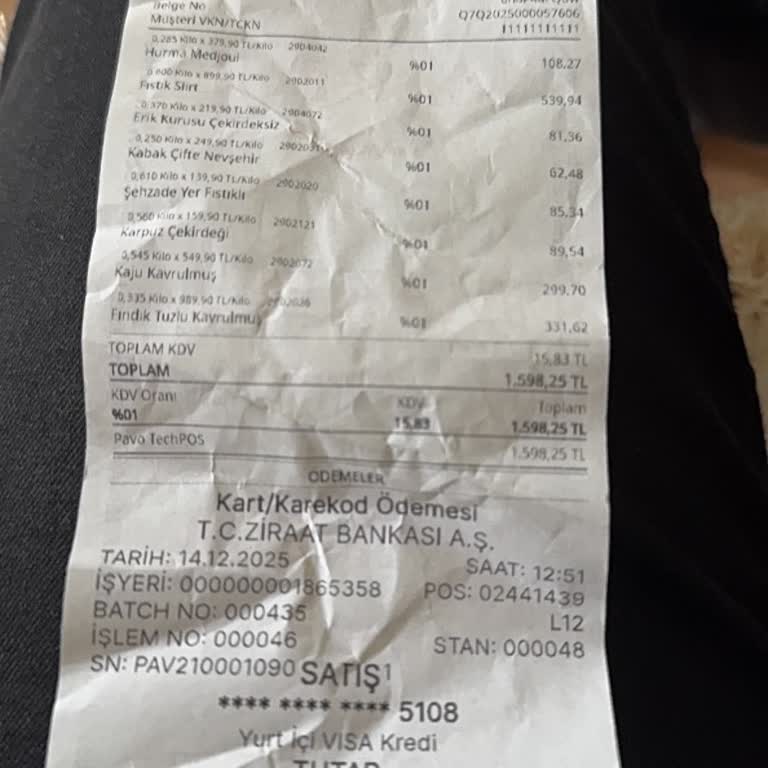 Belge No Q7Q2025000057606
Müşteri VKN/TCKN 11111111111
0,285 Kilo x 379,90 TL/Kilo 2904042
Hurma Medjoul %01 108,27
0,600 Kilo x 899,90 TL/Kilo 2902011
Fıstık Siirt %01 539,94
0,370 Kilo x 219,90 TL/Kilo 2904072
Erik Kurusu Çekirdeksiz %01 81,36
0,250 Kilo x 249,90 TL/Kilo
Kabak Çifte Nevşehir %01 62,48
0,610 Kilo x 139,90 TL/Kilo 2902020
Şehzade Yer Fıstıklı %01 85,34
0,560 Kilo x 159,90 TL/Kilo 2902121
Karpuz Çekirdeği %01 89,54
0,545 Kilo x 549,90 TL/Kilo 2902072
Kaju Kavrulmuş %01 299,70
0,335 Kilo x 989,90 TL/Kilo
Fındık Tuzlu Kavrulmuş %01 331,62
TOPLAM KDV 15,83 TL
TOPLAM 1.598,25 TL
KDV Oranı KDV Toplam
%01 15,83 1.598,25 TL
Pavo TechPOS 1.598,25 TL
ÖDEMELER
Kart/Karekod Ödemesi
T.C.ZİRAAT BANKASI A.Ş.
TARİH: 14.12.2025 SAAT: 12:51
İŞYERİ: 000000001865358 POS: 02441439
BATCH NO: 000435 L12
İŞLEM NO: 000046 STAN: 000048
SN: PAV210001090 SATIŞ¹
**** **** **** 5108
Yurt İçi VISA Kredi
TUTAR